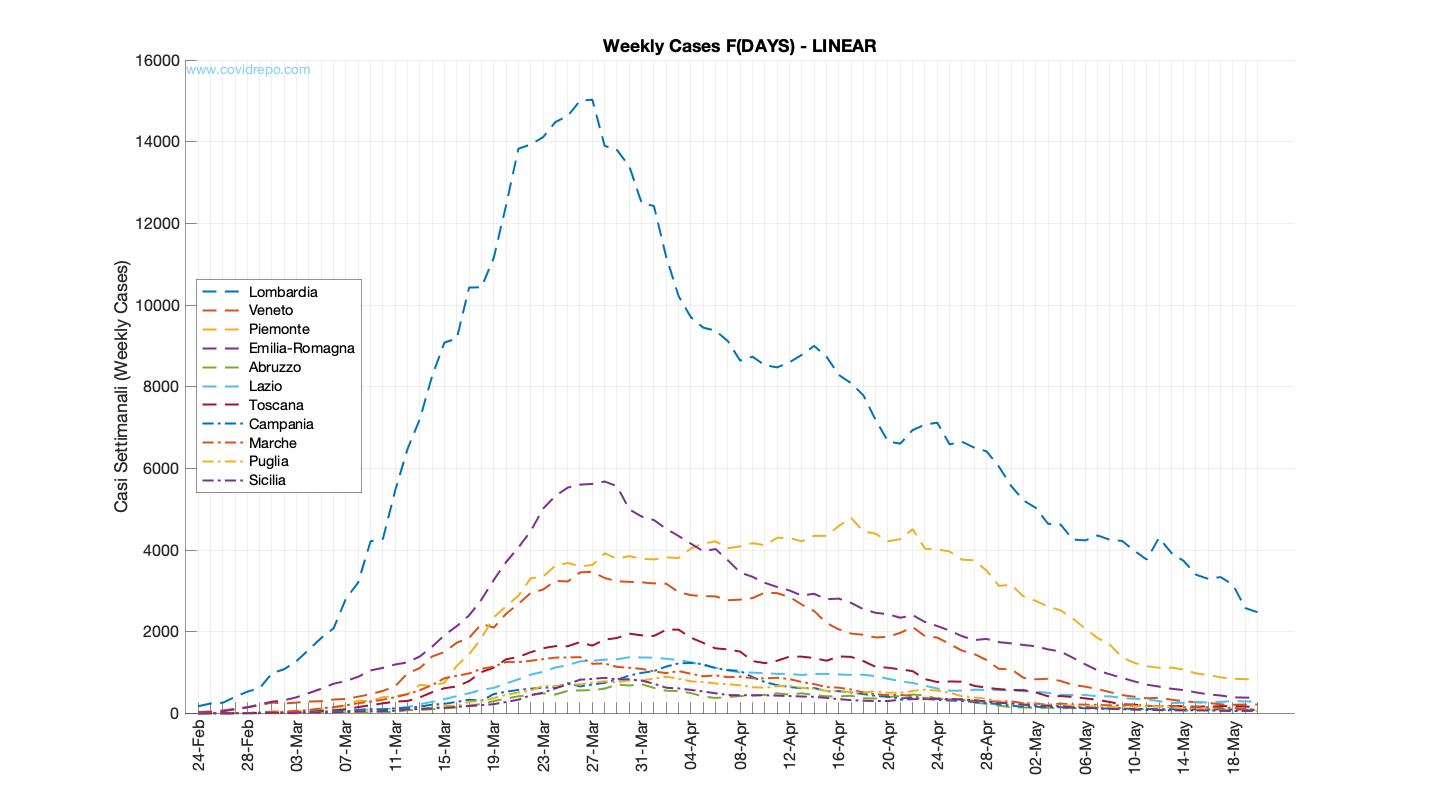 Weekly Cases F(DAYS) - LINEAR
www.covidrepo.com
Casi Settimanali (Weekly Cases)
16000
14000
12000
10000
8000
6000
4000
2000
0
Lombardia
Veneto
Piemonte
Emilia-Romagna
Abruzzo
Lazio
Toscana
Campania
Marche
Puglia
Sicilia
24-Feb
28-Feb
03-Mar
07-Mar
11-Mar
15-Mar
19-Mar
23-Mar
27-Mar
31-Mar
04-Apr
08-Apr
12-Apr
16-Apr
20-Apr
24-Apr
28-Apr
02-May
06-May
10-May
14-May
18-May